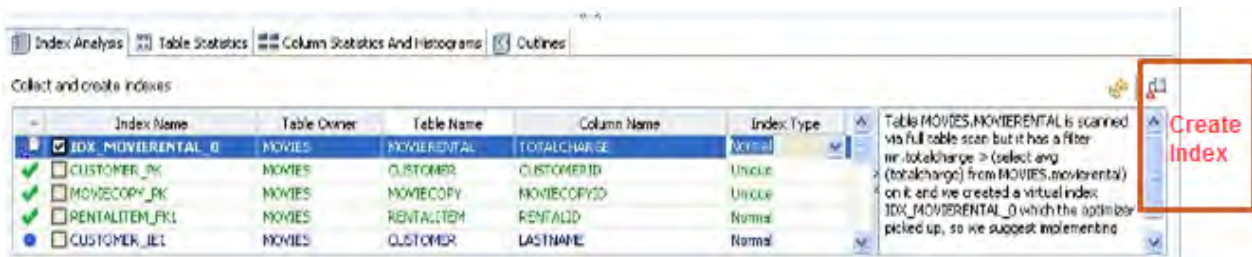 Index Analysis Table Statistics Column Statistics And Histograms Outlines
Collect and create indexes
Index Name Table Owner Table Name Column Name Index Type
IDX_MOVIERENTAL_0 MOVIES MOVIERENTAL TOTALCHARGE Normal
CUSTOMER_PK MOVIES CUSTOMER CUSTOMERID Unique
MOVIECOPY_PK MOVIES MOVIECOPY MOVIECOPYID Unique
RENTALITEM_FK1 MOVIES RENTALITEM RENTALID Normal
CUSTOMER_IE1 MOVIES CUSTOMER LASTNAME Normal
Table MOVIES.MOVIERENTAL is scanned
via full table scan but it has a filter
mr.totalcharge > (select avg
(totalcharge) from MOVIES.movierental)
on it and we created a virtual index
IDX_MOVIERENTAL_0 which the optimizer
picked up, so we suggest implementing
Create
Index